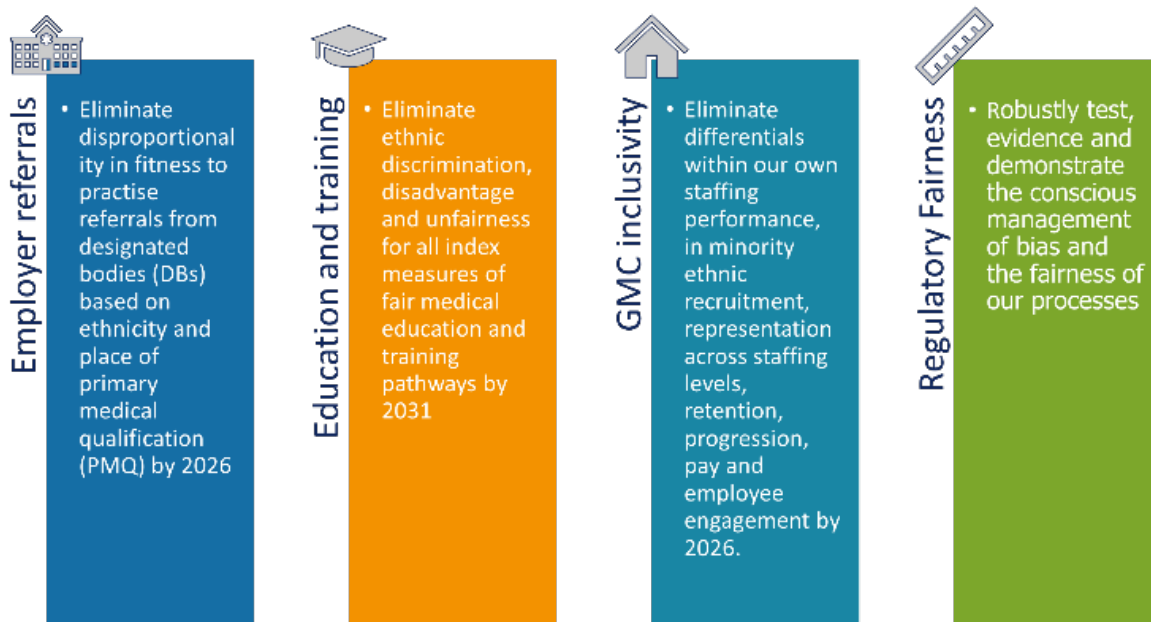 Employer referrals
• Eliminate
disproportional
ity in fitness to
practise
referrals from
designated
bodies (DBs)
based on
ethnicity and
place of
primary
medical
qualification
(PMQ) by 2026
Education and training
• Eliminate
ethnic
discrimination,
disadvantage
and unfairness
for all index
measures of
fair medical
education and
training
pathways by
2031
GMC inclusivity
• Eliminate
differentials
within our own
staffing
performance,
in minority
ethnic
recruitment,
representation
across staffing
levels,
retention,
progression,
pay and
employee
engagement by
2026.
Regulatory Fairness
• Robustly test,
evidence and
demonstrate
the conscious
management
of bias and
the fairness of
our processes